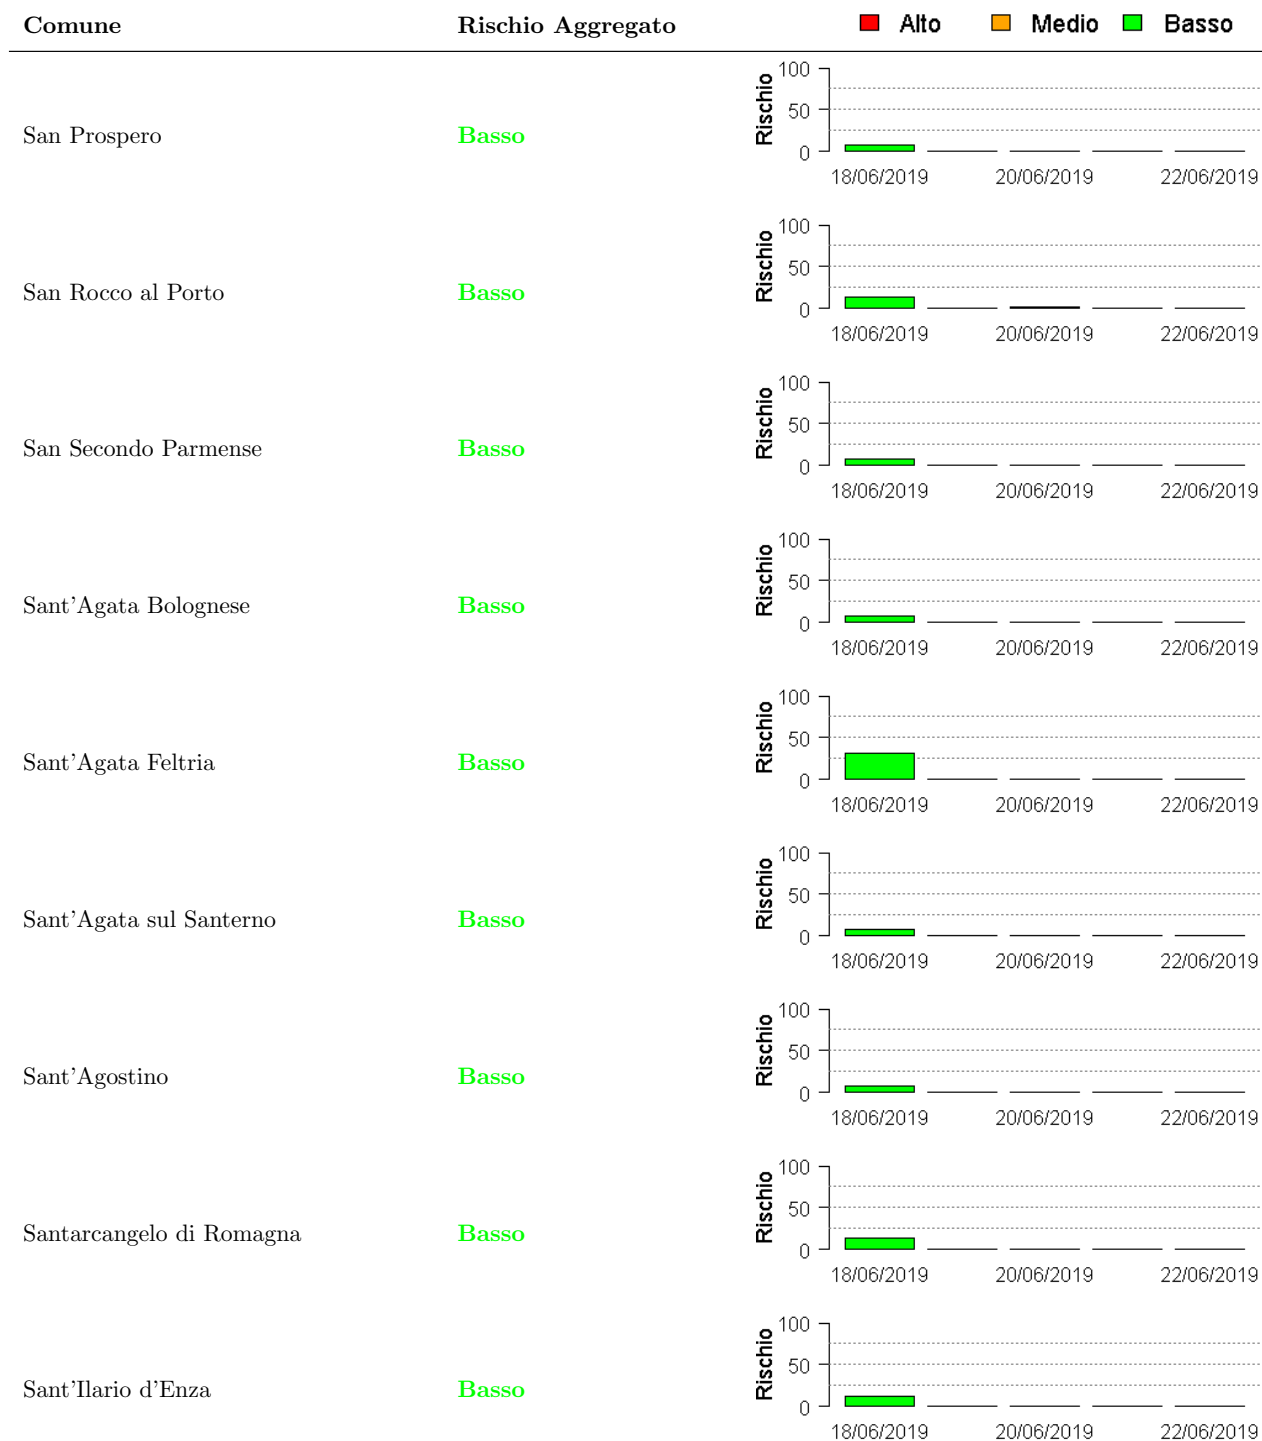 Comune Rischio Aggregato Alto Medio Basso
100
50
0
Rischio
San Prospero Basso
18/06/2019 20/06/2019 22/06/2019
100
50
0
Rischio
San Rocco al Porto Basso
18/06/2019 20/06/2019 22/06/2019
100
50
0
Rischio
San Secondo Parmense Basso
18/06/2019 20/06/2019 22/06/2019
100
50
0
Rischio
Sant'Agata Bolognese Basso
18/06/2019 20/06/2019 22/06/2019
100
50
0
Rischio
Sant'Agata Feltria Basso
18/06/2019 20/06/2019 22/06/2019
100
50
0
Rischio
Sant'Agata sul Santerno Basso
18/06/2019 20/06/2019 22/06/2019
100
50
0
Rischio
Sant'Agostino Basso
18/06/2019 20/06/2019 22/06/2019
100
50
0
Rischio
Santarcangelo di Romagna Basso
18/06/2019 20/06/2019 22/06/2019
100
50
0
Rischio
Sant'Ilario d'Enza Basso
18/06/2019 20/06/2019 22/06/2019